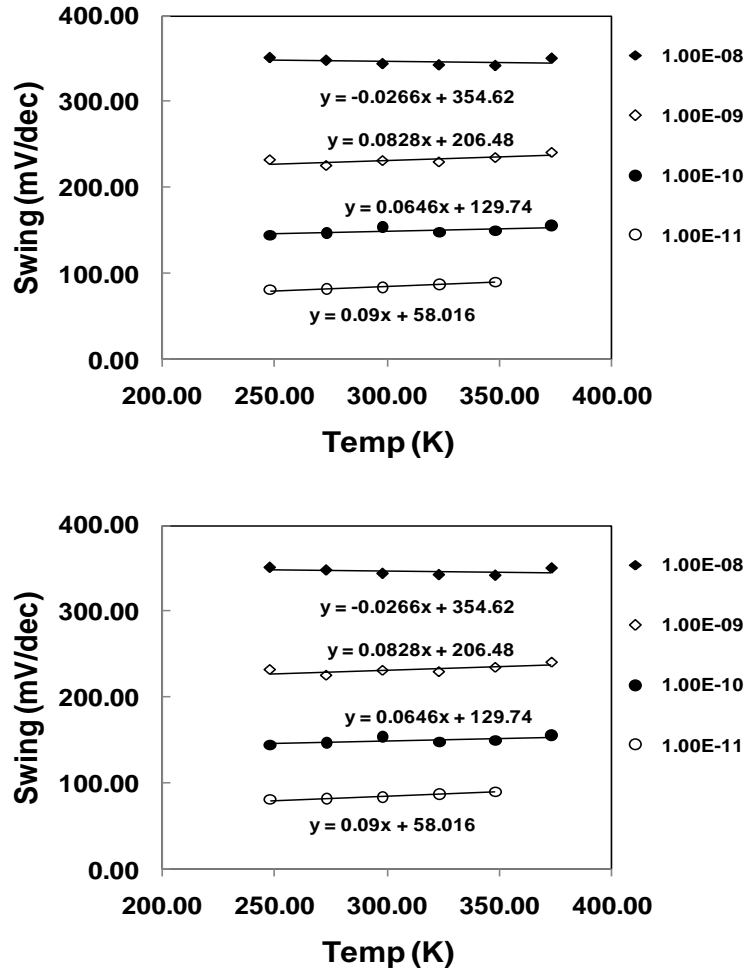 400.00
300.00
200.00
100.00
0.00
Swing (mV/dec)
y = -0.0266x + 354.62
y = 0.0828x + 206.48
y = 0.0646x + 129.74
y = 0.09x + 58.016
200.00 250.00 300.00 350.00 400.00
Temp (K)
1.00E-08
1.00E-09
1.00E-10
1.00E-11
400.00
300.00
200.00
100.00
0.00
Swing (mV/dec)
y = -0.0266x + 354.62
y = 0.0828x + 206.48
y = 0.0646x + 129.74
y = 0.09x + 58.016
200.00 250.00 300.00 350.00 400.00
Temp (K)
1.00E-08
1.00E-09
1.00E-10
1.00E-11